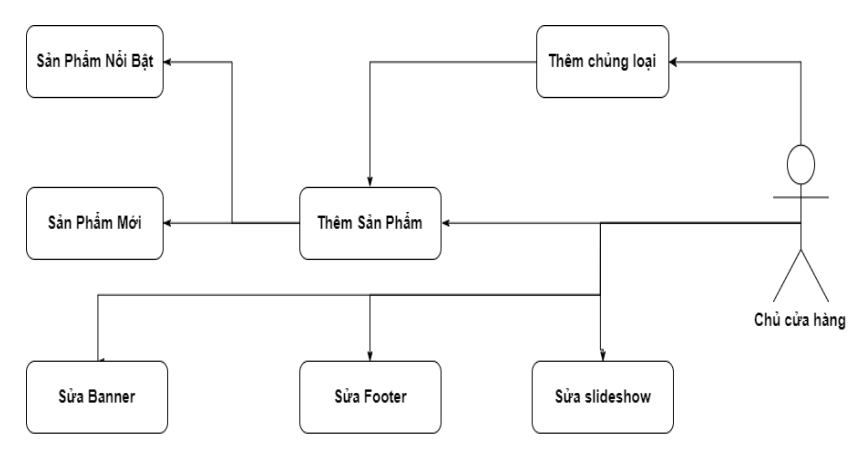 Sản Phẩm Nổi Bật
Thêm chủng loại
Sản Phẩm Mới
Thêm Sản Phẩm
Chủ cửa hàng
Sửa Banner
Sửa Footer
Sửa slideshow